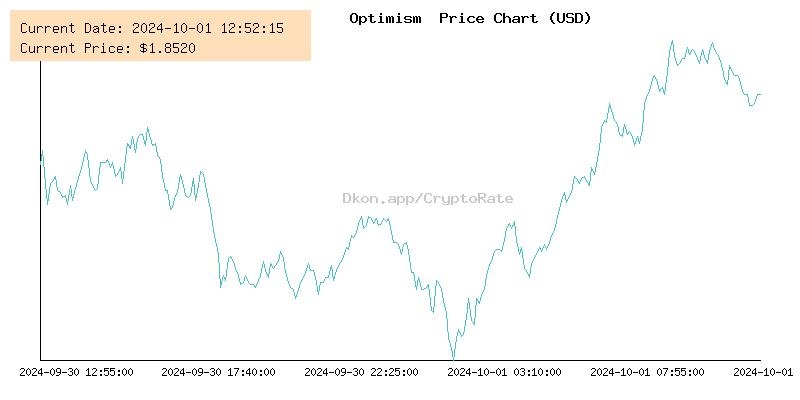 Optimism Price Chart (USD)
Current Date: 2024-10-01 12:52:15
Current Price: $1.8520
Dkon.app/CryptoRate
2024-09-30 12:55:00 2024-09-30 17:40:00 2024-09-30 22:25:00 2024-10-01 03:10:00 2024-10-01 07:55:00 2024-10-01